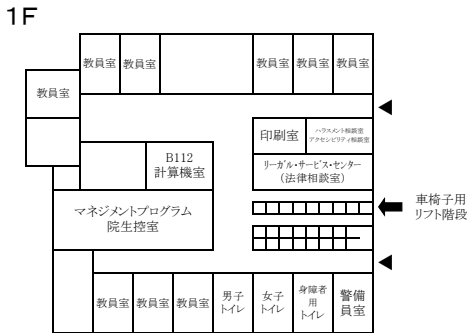 1F
教員室
教員室
教員室
教員室
教員室
教員室
印刷室
ハラスメント相談室
アクセシビリティ相談室
B112
計算機室
リーガル・サービス・センター
(法律相談室)
マネジメントプログラム
院生控室
車椅子用
リフト階段
教員室
教員室
教員室
男子
トイレ
女子
トイレ
身障者
用
トイレ
警備
員室